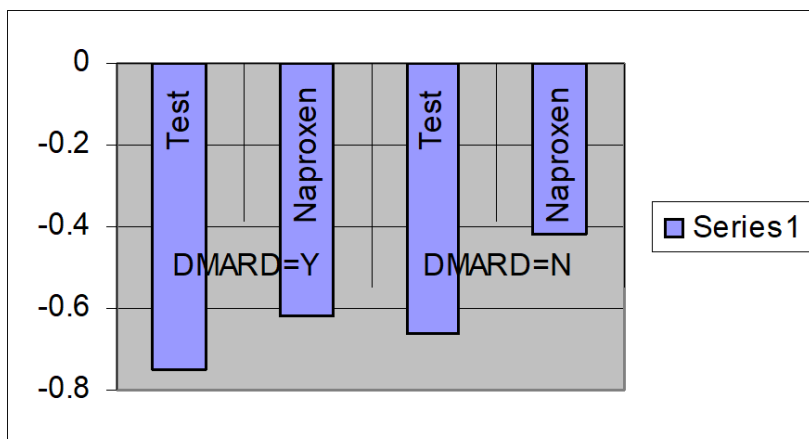 0
-0.2
-0.4
-0.6
-0.8
Test
Naproxen
Test
Naproxen
DMARD=Y
DMARD=N
Series1